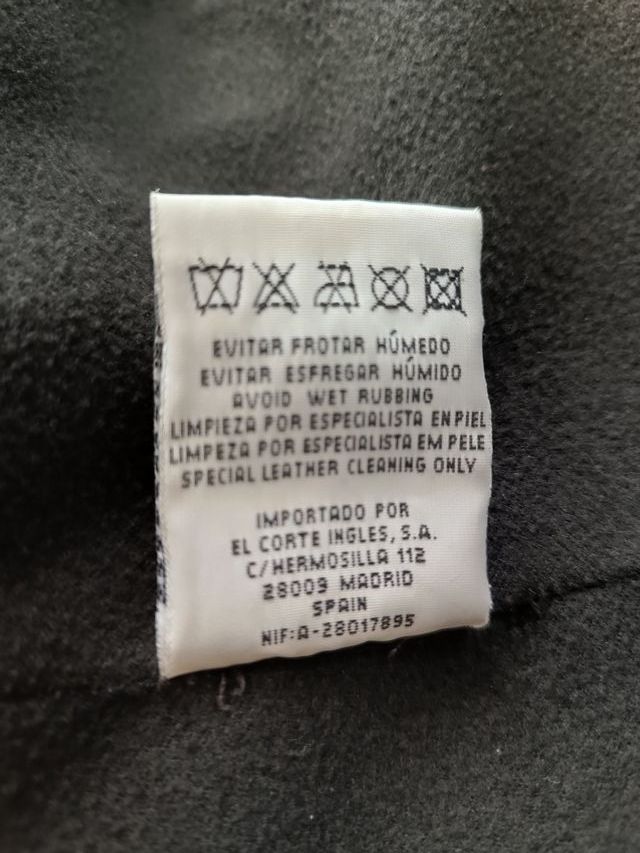 EVITAR FROTAR HÚMEDO
EVITAR ESFREGAR HÚMIDO
AVOID WET RUBBING
LIMPIEZA POR ESPECIALISTA EN PIEL
LIMPEZA POR ESPECIALISTA EM PELE
SPECIAL LEATHER CLEANING ONLY
IMPORTADO POR
EL CORTE INGLES, S.A.
C/HERMOSILLA 112
28009 MADRID
SPAIN
NIF:A-28017895